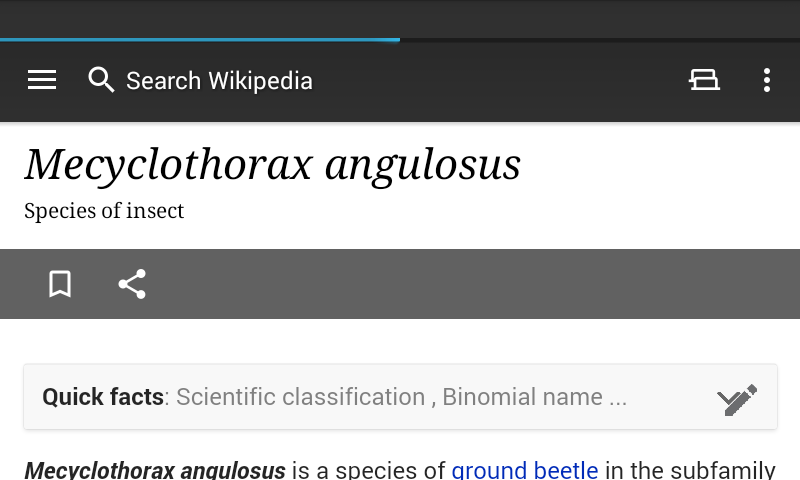 Search Wikipedia
Mecyclothorax angulosus
Species of insect
Quick facts: Scientific classification , Binomial name ...
Mecyclothorax angulosus is a species of ground beetle in the subfamily